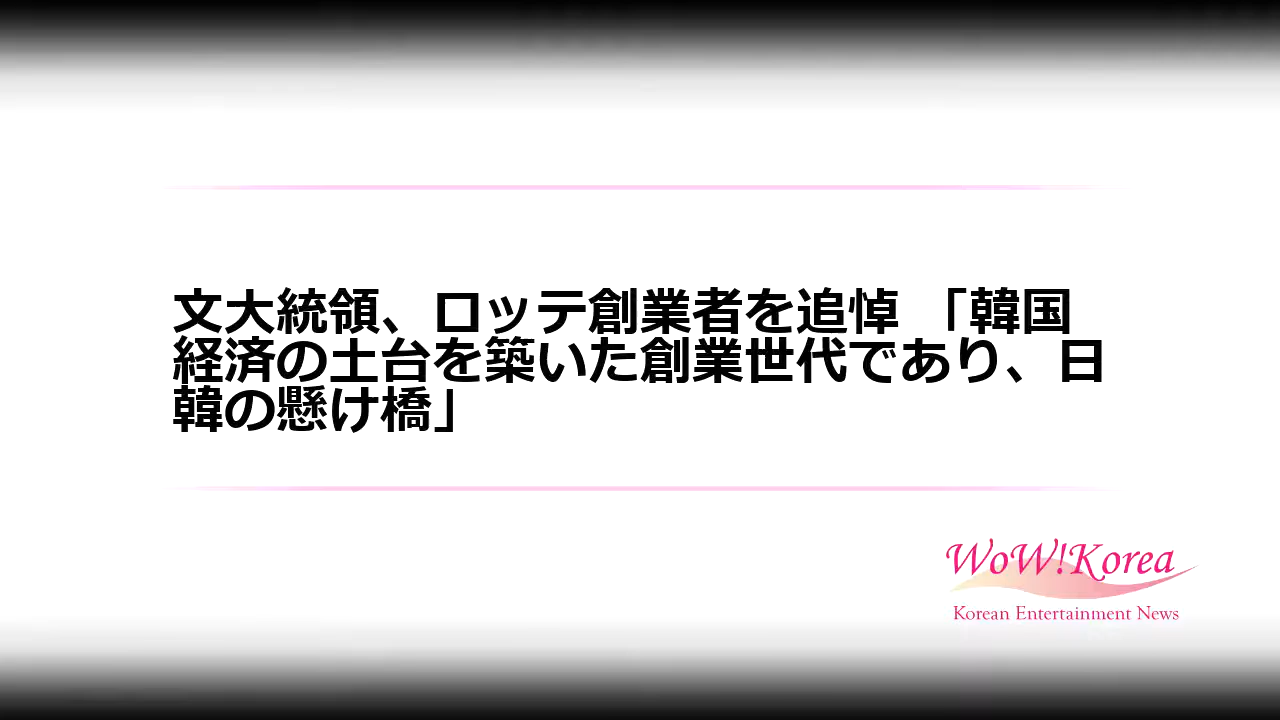 文大統領、ロッテ創業者を追悼 「韓国
経済の土台を築いた創業世代であり、日
韓の懸け橋」
WoW!Korea
Korean Entertainment News